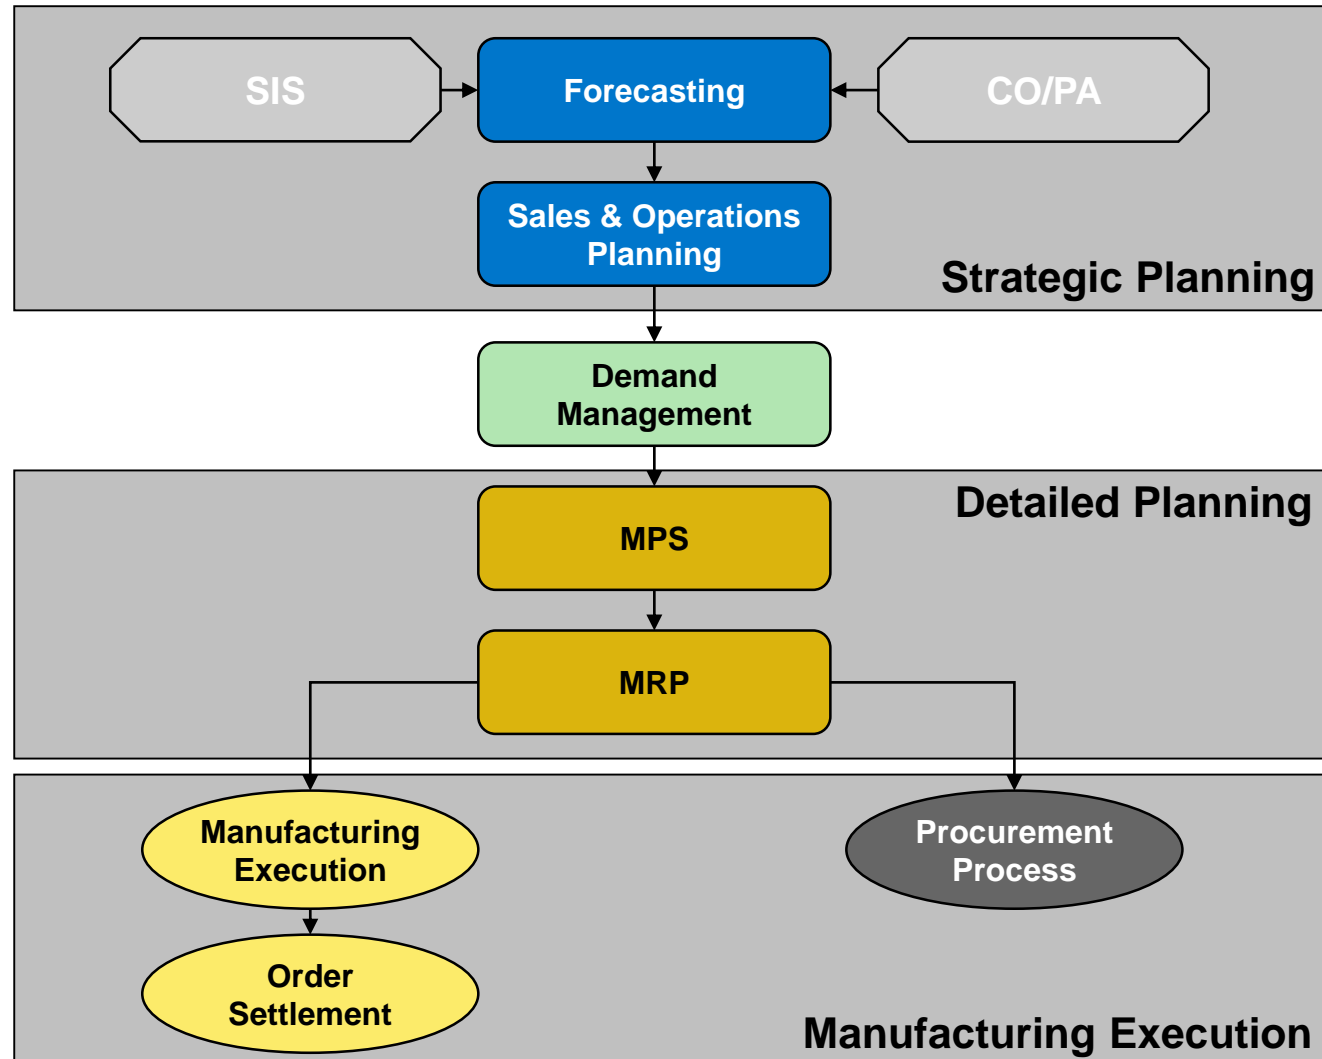 SIS
Forecasting
CO/PA
Sales & Operations
Planning
Strategic Planning
Demand
Management
Detailed Planning
MPS
MRP
Manufacturing
Execution
Procurement
Process
Order
Settlement
Manufacturing Execution